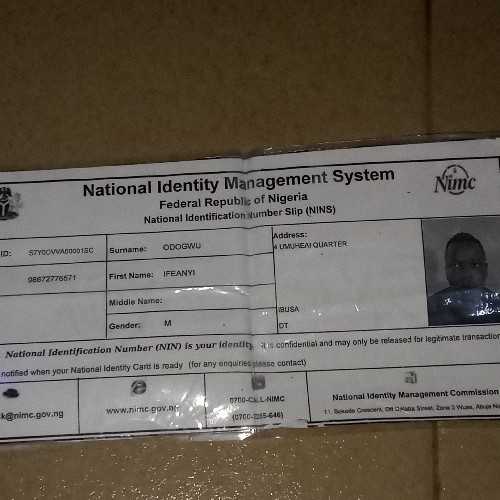 National Identity Management System
Federal Republic of Nigeria
National Identification Number Slip (NINS)
Nimc
ID: S7Y0OVVA00001SC
98672776571
Surname: ODOGWU
First Name: IFEANYI
Middle Name:
Gender: M
Address:
4 UMUHEAI QUARTER
IBUSA
DT
National Identification Number (NIN) is your identity. It is confidential and may only be released for legitimate transactions
notified when your National Identity Card is ready (for any enquiries please contact)
k@nimc.gov.ng
www.nimc.gov.ng
0700-CALL-NIMC
(0700-2255-646)
National Identity Management Commission
11, Sokode Crescent, Off Dalaba Street, Zone 5 Wuse, Abuja